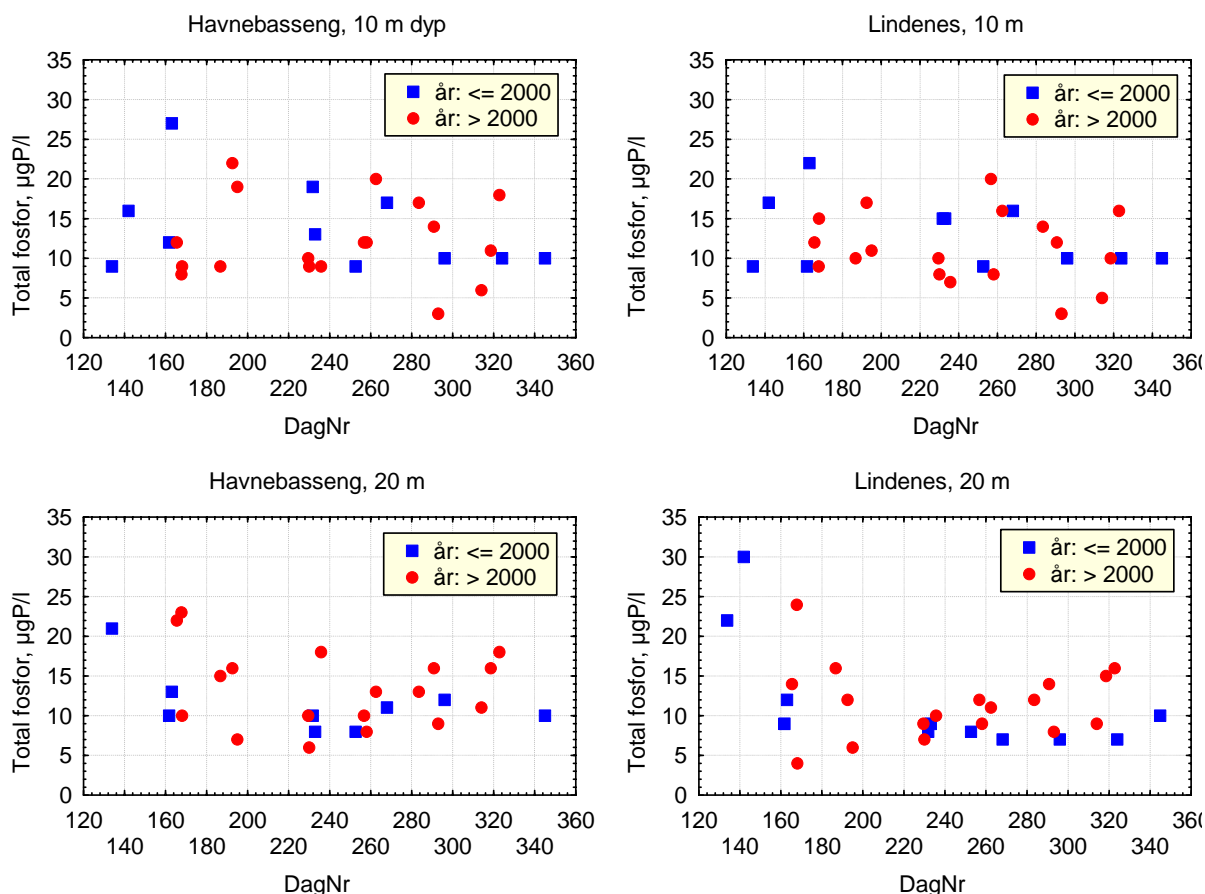 Havnebasseng, 10 m dyp
35
30
25
20
15
10
5
0
Total fosfor, µgP/l
år: <= 2000
år: > 2000
120 160 200 240 280 320 360
140 180 220 260 300 340
DagNr
Lindenes, 10 m
35
30
25
20
15
10
5
0
Total fosfor, µgP/l
år: <= 2000
år: > 2000
120 160 200 240 280 320 360
140 180 220 260 300 340
DagNr
Havnebasseng, 20 m
35
30
25
20
15
10
5
0
Total fosfor, µgP/l
år: <= 2000
år: > 2000
120 160 200 240 280 320 360
140 180 220 260 300 340
DagNr
Lindenes, 20 m
35
30
25
20
15
10
5
0
Total fosfor, µgP/l
år: <= 2000
år: > 2000
120 160 200 240 280 320 360
140 180 220 260 300 340
DagNr